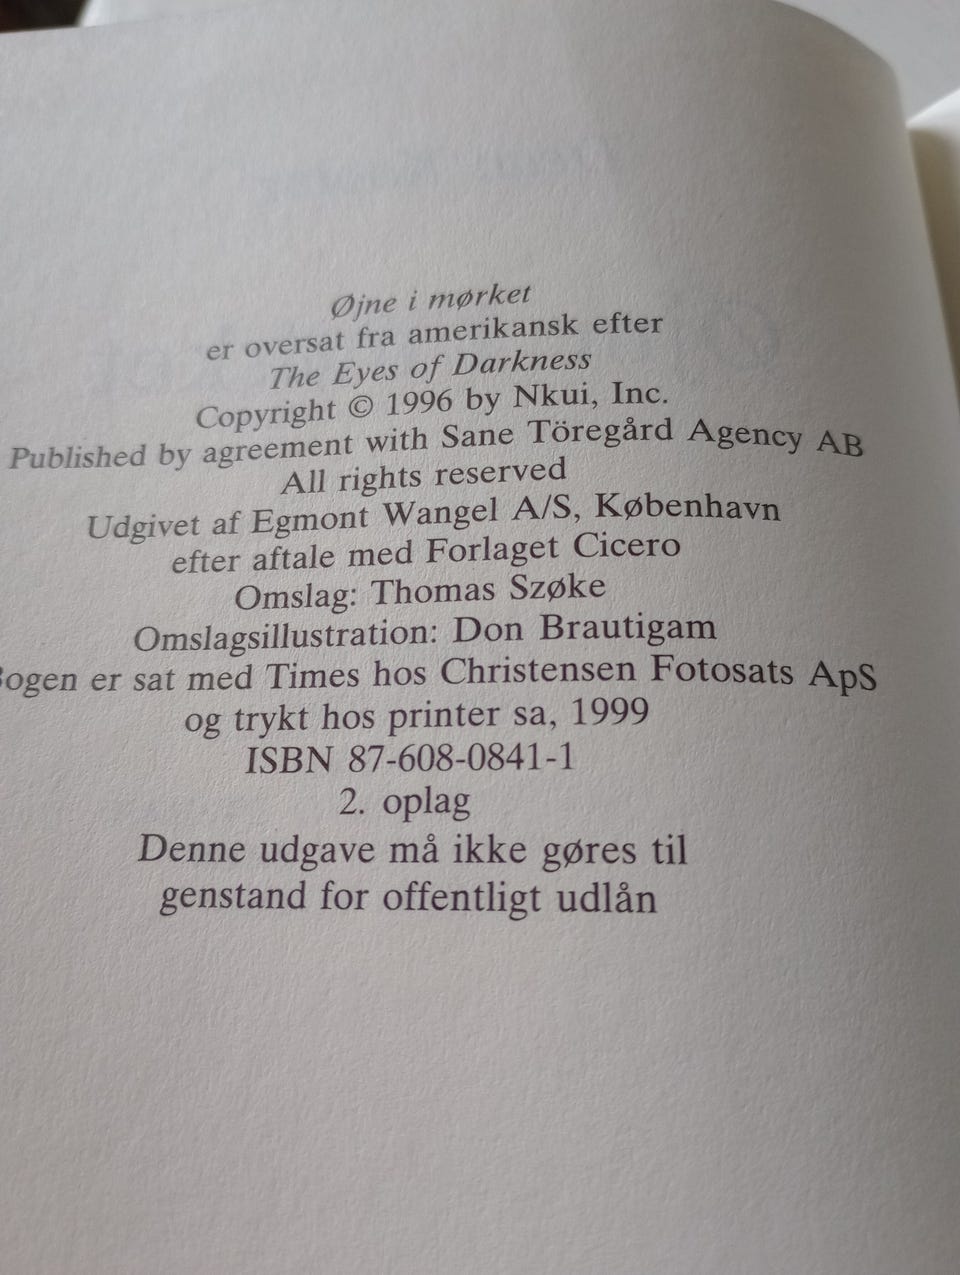 Øjne i mørket
er oversat fra amerikansk efter
The Eyes of Darkness
Copyright © 1996 by Nkui, Inc.
Published by agreement with Sane Töregård Agency AB
All rights reserved
Udgivet af Egmont Wangel A/S, København
efter aftale med Forlaget Cicero
Omslag: Thomas Szøke
Omslagsillustration: Don Brautigam
Bogen er sat med Times hos Christensen Fotosats ApS
og trykt hos printer sa, 1999
ISBN 87-608-0841-1
2. oplag
Denne udgave må ikke gøres til
genstand for offentligt udlån